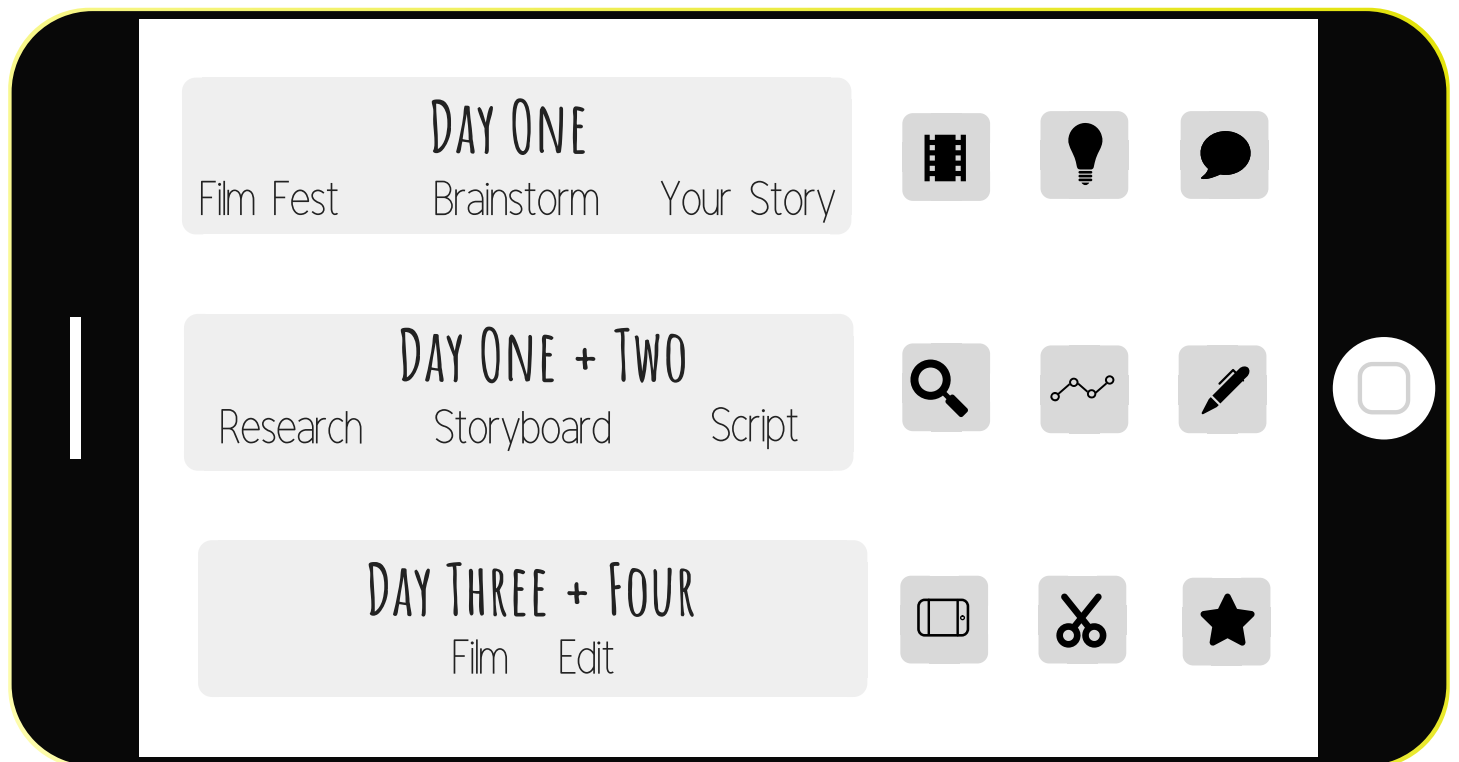 Day One
Film Fest Brainstorm Your Story
Day One + Two
Research Storyboard Script
Day Three + Four
Film Edit